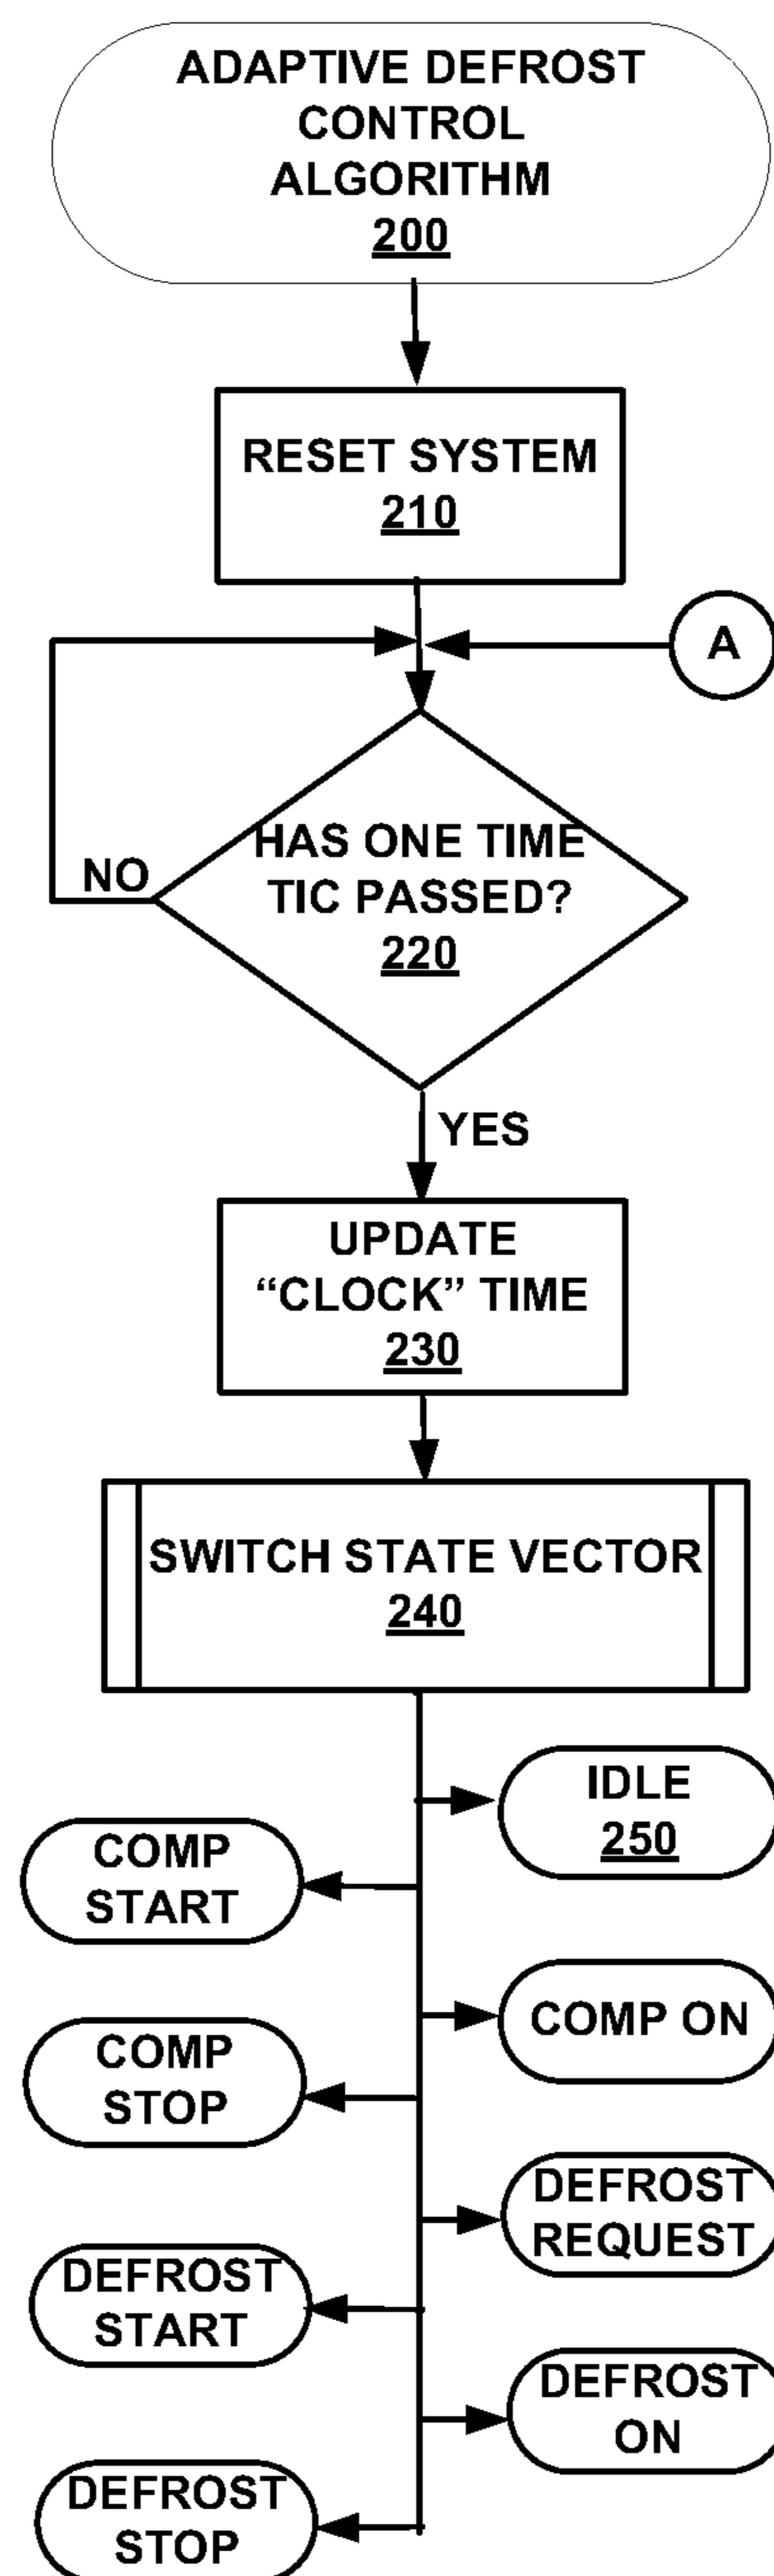 ADAPTIVE DEFROST
CONTROL
ALGORITHM
200
RESET SYSTEM
210
A
HAS ONE TIME
TIC PASSED?
220
NO
YES
UPDATE
“CLOCK” TIME
230
SWITCH STATE VECTOR
240
IDLE
250
COMP
START
COMP ON
COMP
STOP
DEFROST
REQUEST
DEFROST
START
DEFROST
ON
DEFROST
STOP